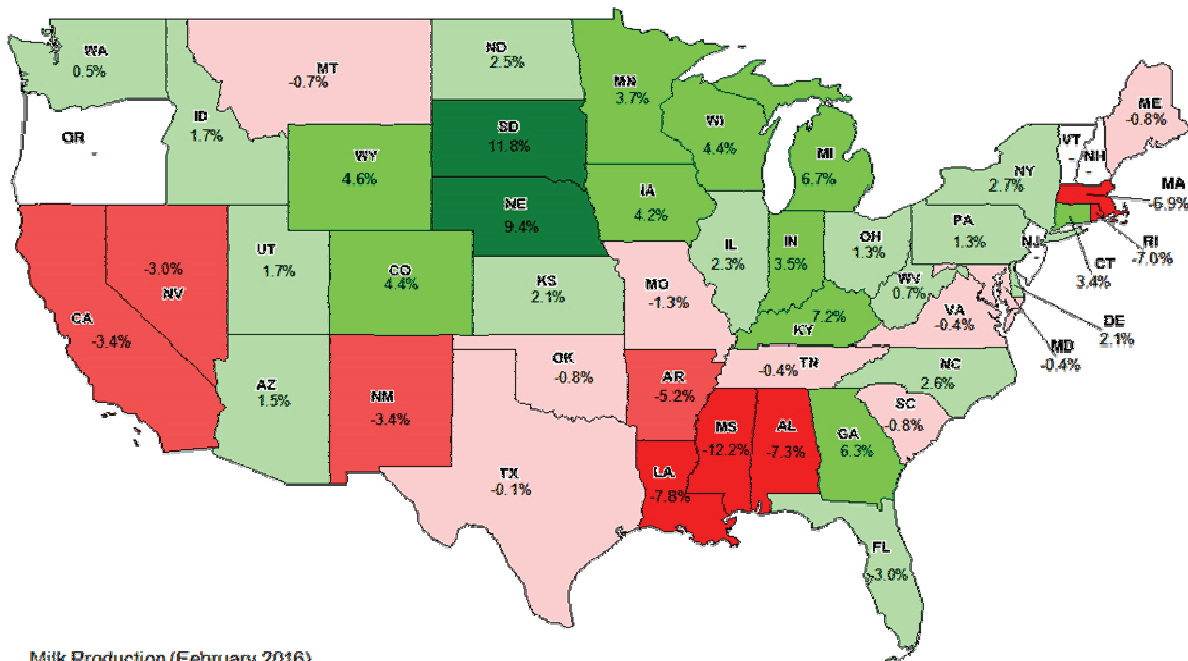 WA
0.5%
MT
-0.7%
ND
2.5%
MN
3.7%
ME
-0.8%
OR
-
ID
1.7%
SD
11.8%
WI
4.4%
MI
6.7%
VT
-
NH
-
NY
2.7%
MA
-6.9%
WY
4.6%
IA
4.2%
NE
9.4%
PA
1.3%
RI
-7.0%
NJ
-
CT
3.4%
OH
1.3%
IL
2.3%
IN
3.5%
UT
1.7%
CO
4.4%
KS
2.1%
MO
-1.3%
WV
0.7%
VA
-0.4%
DE
2.1%
MD
-0.4%
-3.0%
NV
CA
-3.4%
7.2%
KY
OK
-0.8%
-0.4%
TN
NC
2.6%
AZ
1.5%
NM
-3.4%
AR
-5.2%
SC
-0.8%
MS
-12.2%
AL
-7.3%
GA
6.3%
TX
-0.1%
LA
-7.8%
FL
-3.0%
Milk Production (February 2016)